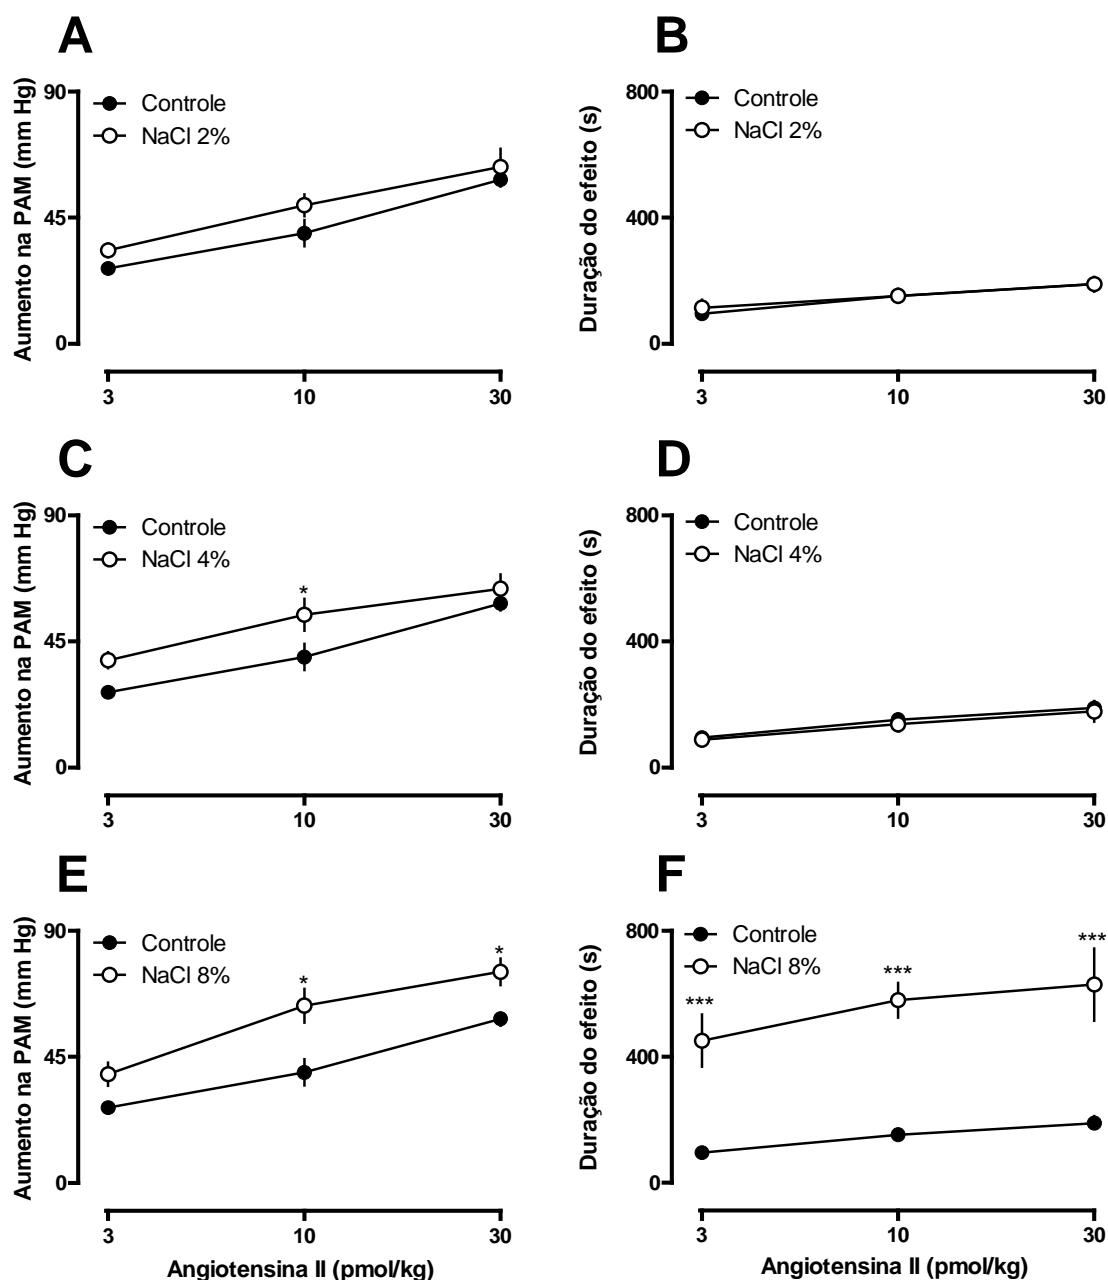 A
Aumento na PAM (mm Hg)
90
45
0
Controle
NaCl 2%
3
10
30
B
Duração do efeito (s)
800
400
0
Controle
NaCl 2%
3
10
30
C
Aumento na PAM (mm Hg)
90
45
0
Controle
NaCl 4%
*
3
10
30
D
Duração do efeito (s)
800
400
0
Controle
NaCl 4%
3
10
30
E
Aumento na PAM (mm Hg)
90
45
0
Controle
NaCl 8%
*
*
3
10
30
Angiotensina II (pmol/kg)
F
Duração do efeito (s)
800
400
0
Controle
NaCl 8%
***
***
***
3
10
30
Angiotensina II (pmol/kg)